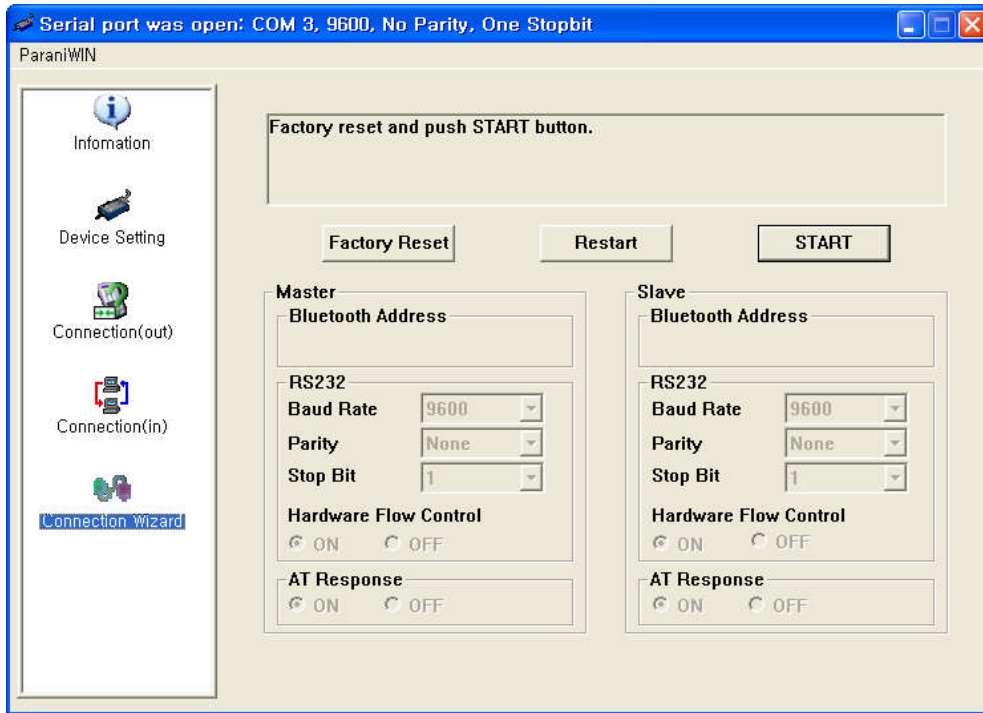 Serial port was open: COM 3, 9600, No Parity, One Stopbit
ParaniWIN
Infomation
Device Setting
Connection(out)
Connection(in)
Connection Wizard
Factory reset and push START button.
Factory Reset
Restart
START
Master
Bluetooth Address
RS232
Baud Rate 9600
Parity None
Stop Bit 1
Hardware Flow Control
ON OFF
AT Response
ON OFF
Slave
Bluetooth Address
RS232
Baud Rate 9600
Parity None
Stop Bit 1
Hardware Flow Control
ON OFF
AT Response
ON OFF